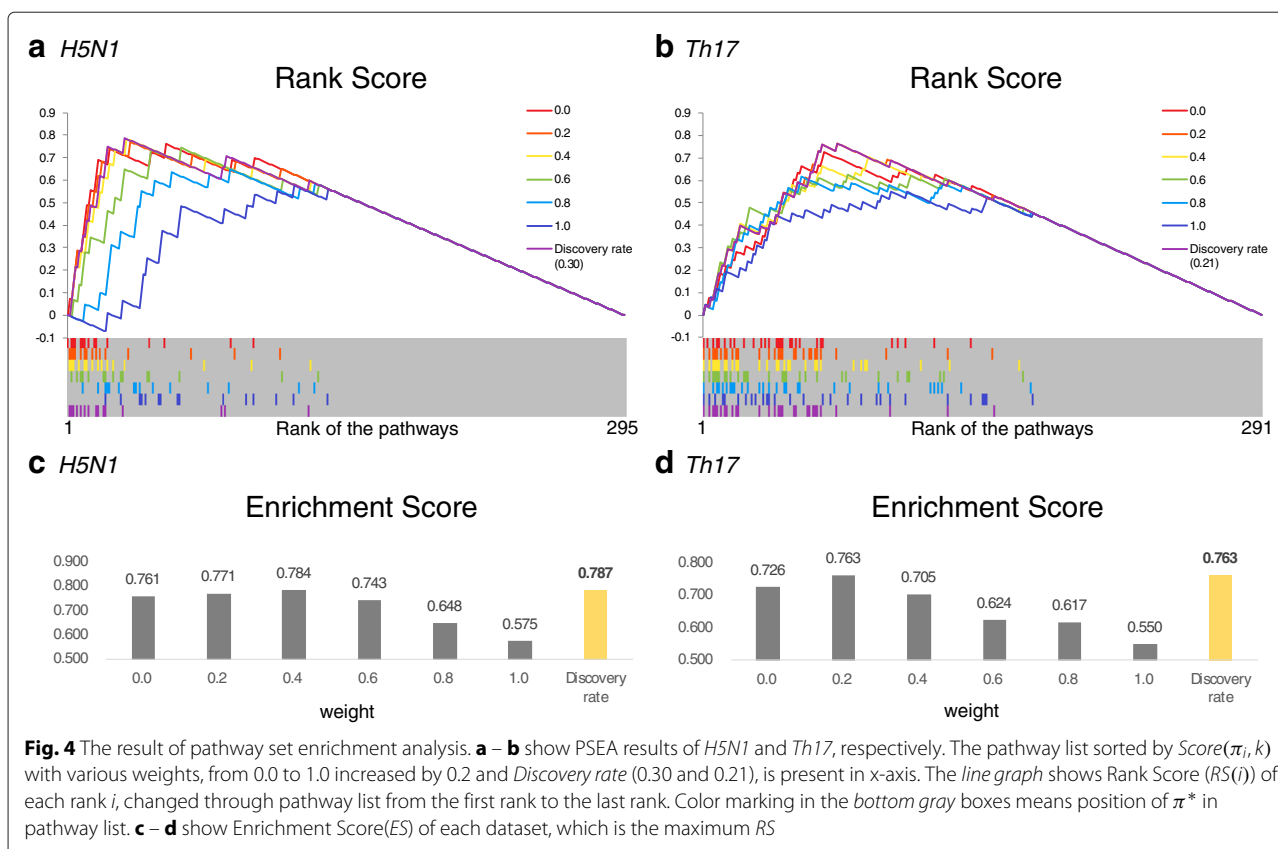 a H5N1
Rank Score
0.9
0.8
0.7
0.6
0.5
0.4
0.3
0.2
0.1
0
-0.1
0.0
0.2
0.4
0.6
0.8
1.0
Discovery rate
(0.30)
1 Rank of the pathways 295
b Th17
Rank Score
0.9
0.8
0.7
0.6
0.5
0.4
0.3
0.2
0.1
0
-0.1
0.0
0.2
0.4
0.6
0.8
1.0
Discovery rate
(0.21)
1 Rank of the pathways 291
c H5N1
Enrichment Score
0.900
0.800
0.700
0.600
0.500
0.761 0.771 0.784 0.743 0.648 0.575 0.787
0.0 0.2 0.4 0.6 0.8 1.0 Discovery
rate
weight
d Th17
Enrichment Score
0.800
0.700
0.600
0.500
0.726 0.763 0.705 0.624 0.617 0.550 0.763
0.0 0.2 0.4 0.6 0.8 1.0 Discovery
rate
weight
Fig. 4 The result of pathway set enrichment analysis. a – b show PSEA results of H5N1 and Th17, respectively. The pathway list sorted by Score(πᵢ, k)
with various weights, from 0.0 to 1.0 increased by 0.2 and Discovery rate (0.30 and 0.21), is present in x-axis. The line graph shows Rank Score (RS(i)) of
each rank i, changed through pathway list from the first rank to the last rank. Color marking in the bottom gray boxes means position of π* in
pathway list. c – d show Enrichment Score(ES) of each dataset, which is the maximum RS